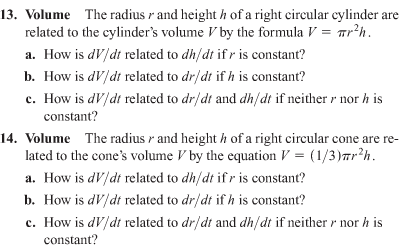 13. Volume The radius r and height h of a right circular cylinder are
related to the cylinder's volume V by the formula V = πr²h.
a. How is dV/dt related to dh/dt if r is constant?
b. How is dV/dt related to dr/dt if h is constant?
c. How is dV/dt related to dr/dt and dh/dt if neither r nor h is
constant?
14. Volume The radius r and height h of a right circular cone are re-
lated to the cone's volume V by the equation V = (1/3)πr²h.
a. How is dV/dt related to dh/dt if r is constant?
b. How is dV/dt related to dr/dt if h is constant?
c. How is dV/dt related to dr/dt and dh/dt if neither r nor h is
constant?